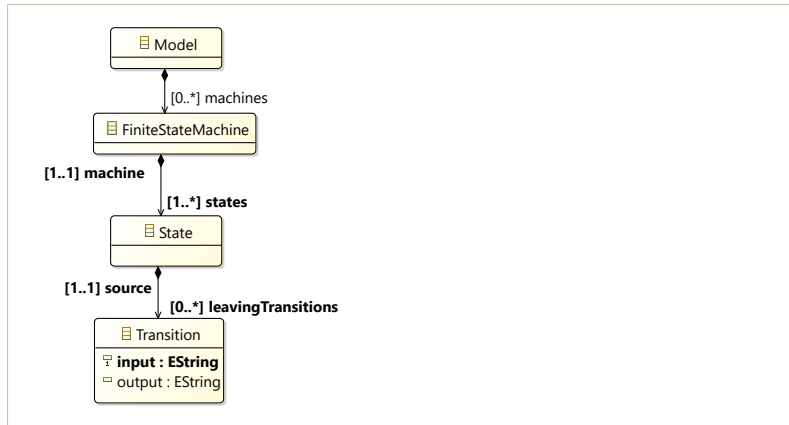 Model
[0..*] machines
FiniteStateMachine
[1..1] machine
[1..*] states
State
[1..1] source
[0..*] leavingTransitions
Transition
1 input : EString
output : EString